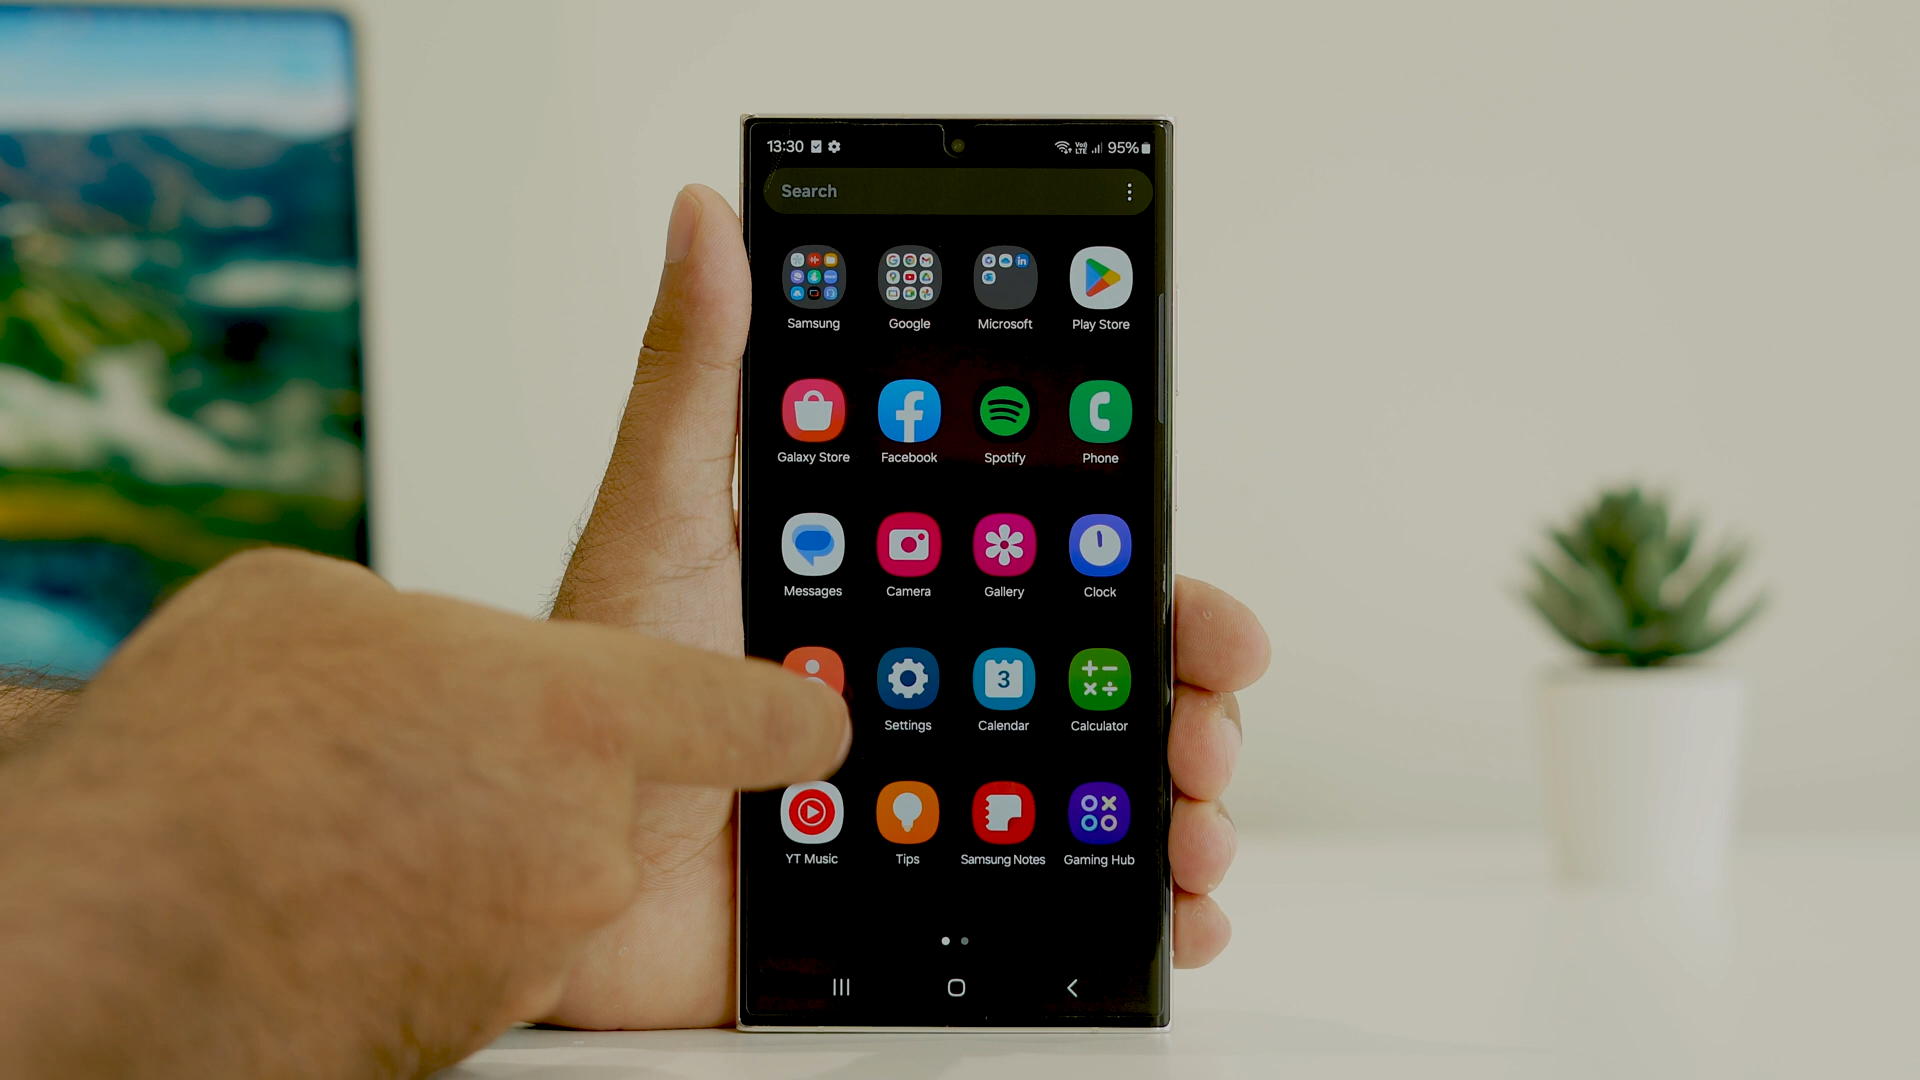 13:30 95%
Search
Samsung Google Microsoft Play Store
Galaxy Store Facebook Spotify Phone
Messages Camera Gallery Clock
3
Settings Calendar Calculator
YT Music Tips Samsung Notes Gaming Hub